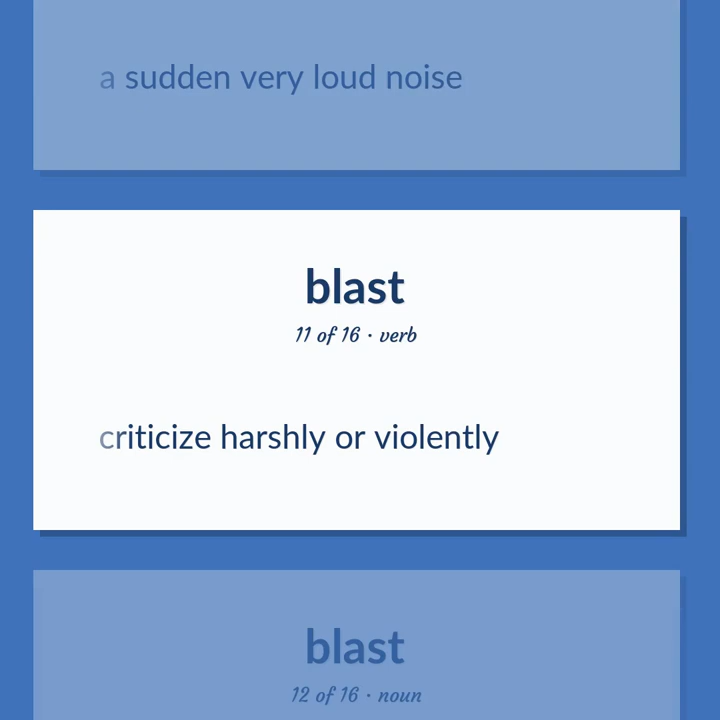 a sudden very loud noise
blast
11 of 16 · verb
criticize harshly or violently
blast
12 of 16 · noun